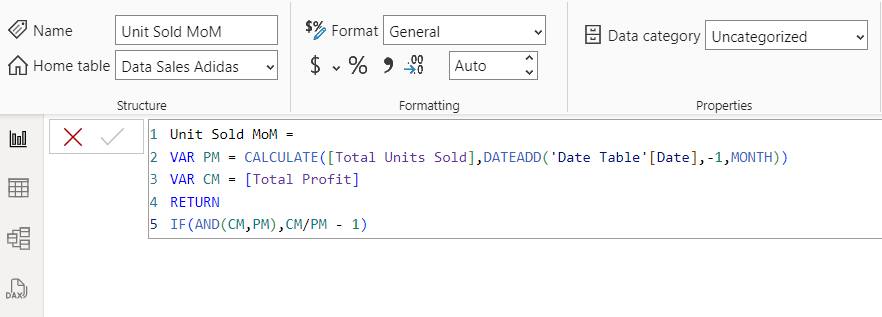 Name Unit Sold MoM $% Format General Data category Uncategorized
Home table Data Sales Adidas $ % , .00 .0 Auto
Structure Formatting Properties
1 Unit Sold MoM =
2 VAR PM = CALCULATE([Total Units Sold],DATEADD('Date Table'[Date],-1,MONTH))
3 VAR CM = [Total Profit]
4 RETURN
5 IF(AND(CM,PM),CM/PM - 1)
DAX